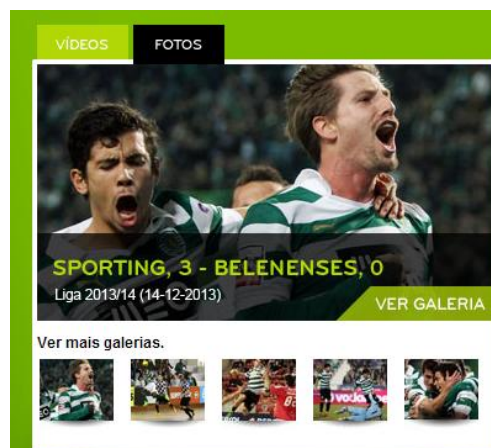 VÍDEOS
FOTOS
SPORTING, 3 - BELENENSES, 0
Liga 2013/14 (14-12-2013)
VER GALERIA
Ver mais galerias.